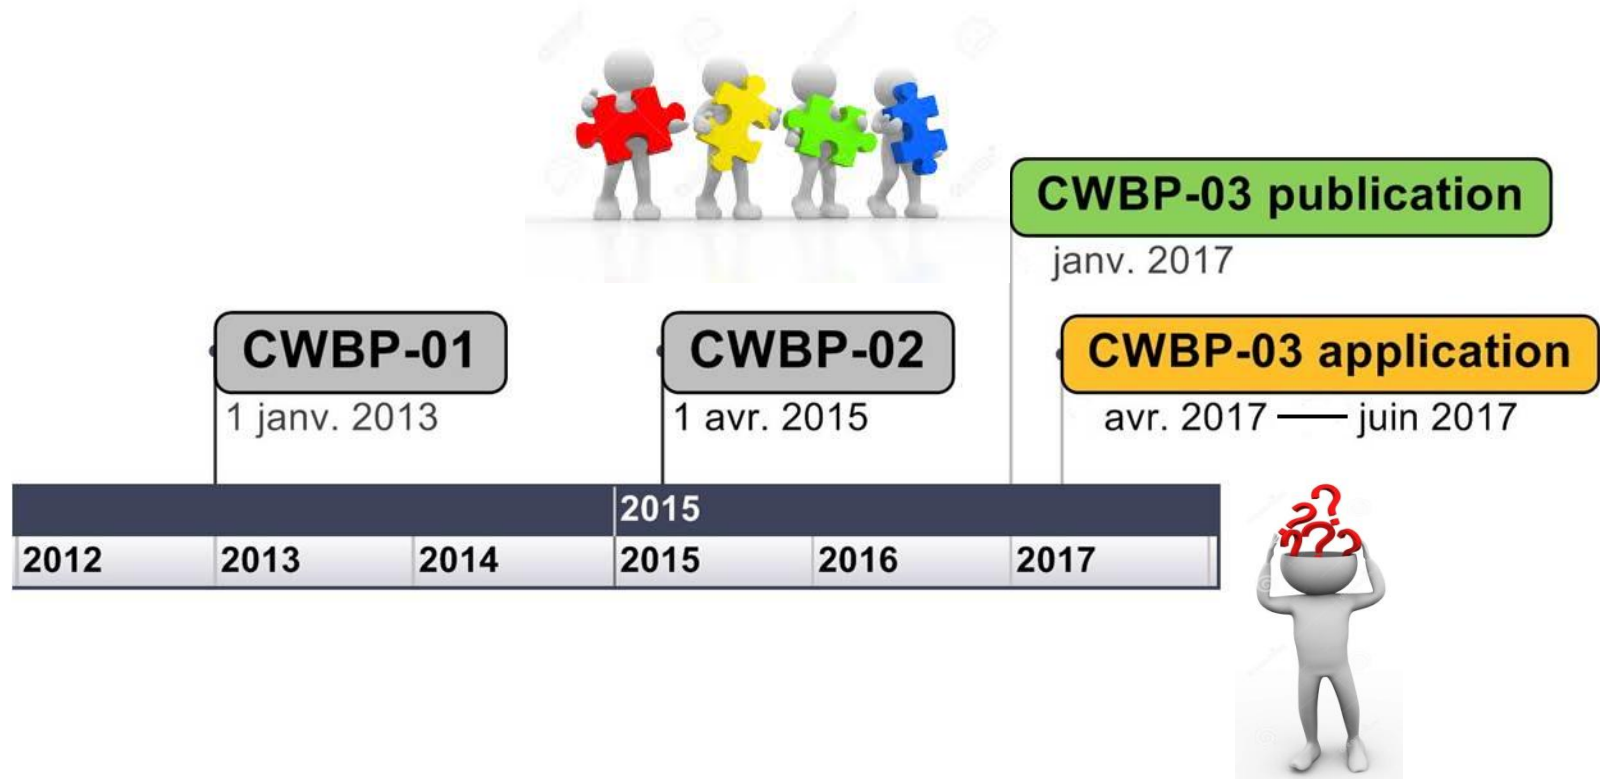 CWBP-03 publication
janv. 2017
CWBP-01
1 janv. 2013
CWBP-02
1 avr. 2015
CWBP-03 application
avr. 2017 —— juin 2017
2015
2012
2013
2014
2015
2016
2017